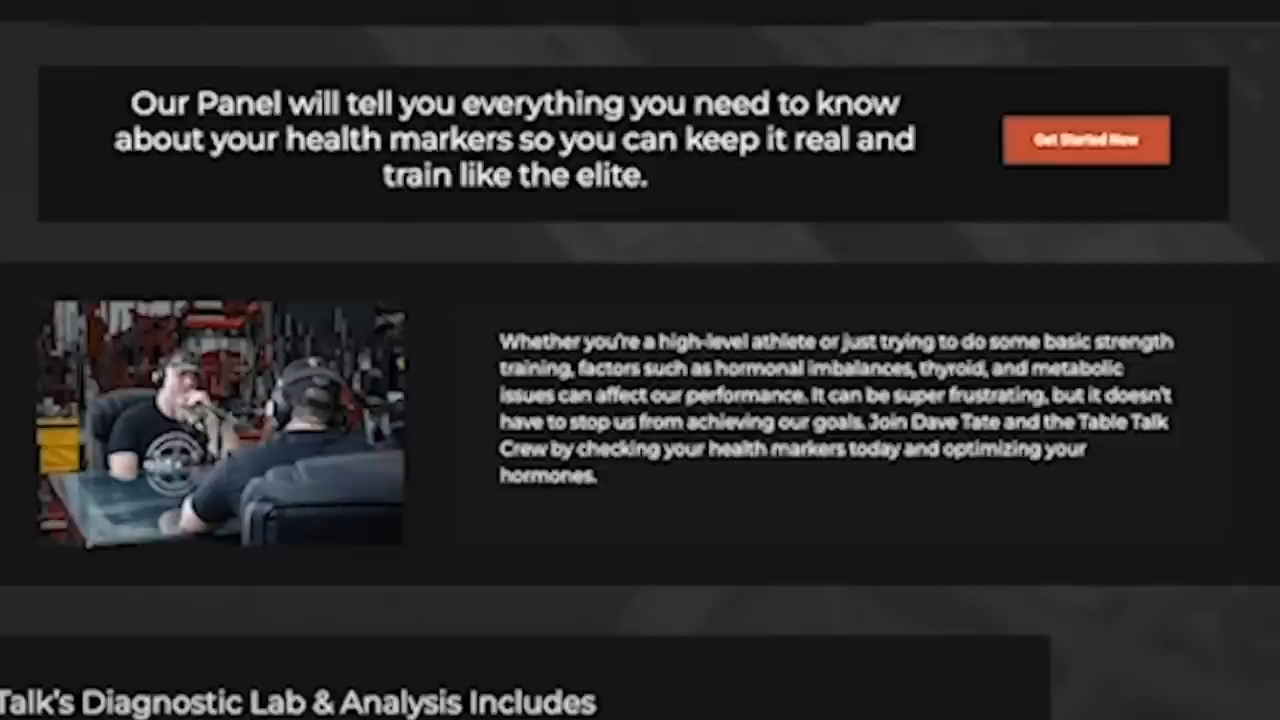 Our Panel will tell you everything you need to know
about your health markers so you can keep it real and
train like the elite.
Get Started Now
Whether you're a high-level athlete or just trying to do some basic strength
training, factors such as hormonal imbalances, thyroid, and metabolic
issues can affect our performance. It can be super frustrating, but it doesn't
have to stop us from achieving our goals. Join Dave Tate and the Table Talk
Crew by checking your health markers today and optimizing your
hormones.
Talk's Diagnostic Lab & Analysis Includes